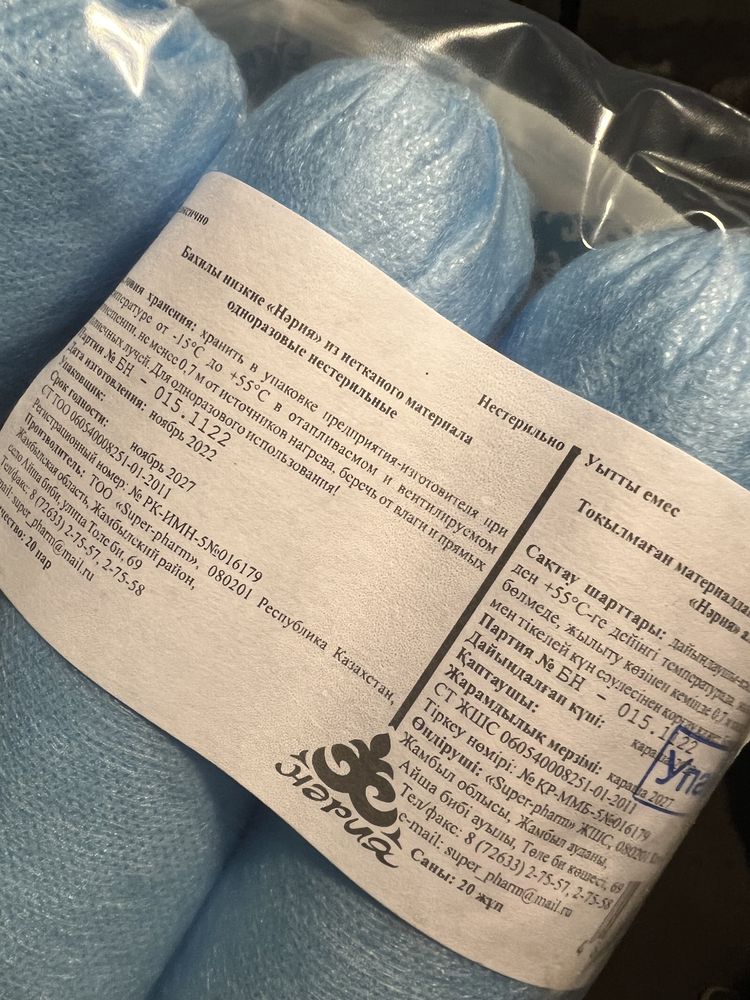 Нестерильно
Бахилы низкие «Нәрия» из нетканого материала
одноразовые нестерильные
хранения: хранить в упаковке предприятия-изготовителя при
температуре от -15°C до +55°C в отапливаемом и вентилируемом
не менее 0,7 м от источников нагрева, беречь от влаги и прямых
лучей. Для одноразового использования!
Партия № БН - 015.1122
Дата изготовления: ноябрь 2022
Упаковщик:
Срок годности: ноябрь 2027
СТ ТОО 060540008251-01-2011
Регистрационный номер: № РК-ИМН-5№016179
Производитель: ТОО «Super-pharm», 080201 Республика Казахстан,
Жамбылская область, Жамбылский район,
село Айша биби, улица Толе би, 69
Тел/факс: 8 (72633) 2-75-57, 2-75-58
mail: super_pharm@mail.ru
20 пар
Нәрия
Уытты емес
Тоқылмаған
«Нәрия»
Сақтау шарттары:
ден +55°C-ге дейінгі температурада,
бөлмеде, жылыту көзінен кемінде 0,7
мен тікелей күн сәулесінен
Партия № БН - 015.1122
Дайындалған күні:
Қаптаушы:
Жарамдылық мерзімі: қараша 2027
СТ ЖШС 060540008251-01-2011
Тіркеу нөмірі: № ҚР-ММБ-5№016179
Өндіруші: «Super-pharm» ЖШС, 080201
Жамбыл облысы, Жамбыл ауданы,
Айша бибі ауылы, Төле би көшесі, 69
Тел/факс: 8 (72633) 2-75-57, 2-75-58
e-mail: super_pharm@mail.ru
Саны: 20 жұп